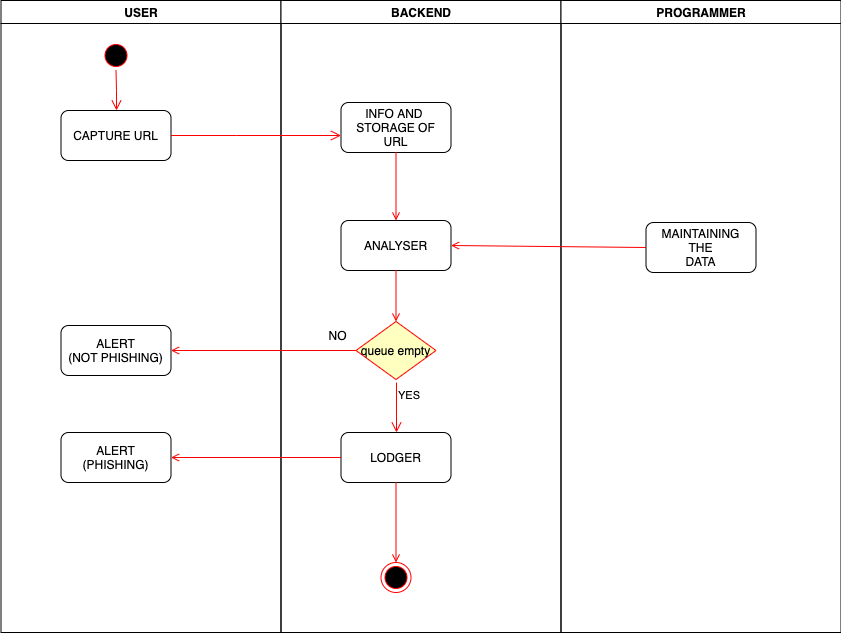 USER
BACKEND
PROGRAMMER
CAPTURE URL
INFO AND
STORAGE OF
URL
ANALYSER
MAINTAINING
THE
DATA
NO
ALERT
(NOT PHISHING)
queue empty
YES
ALERT
(PHISHING)
LODGER